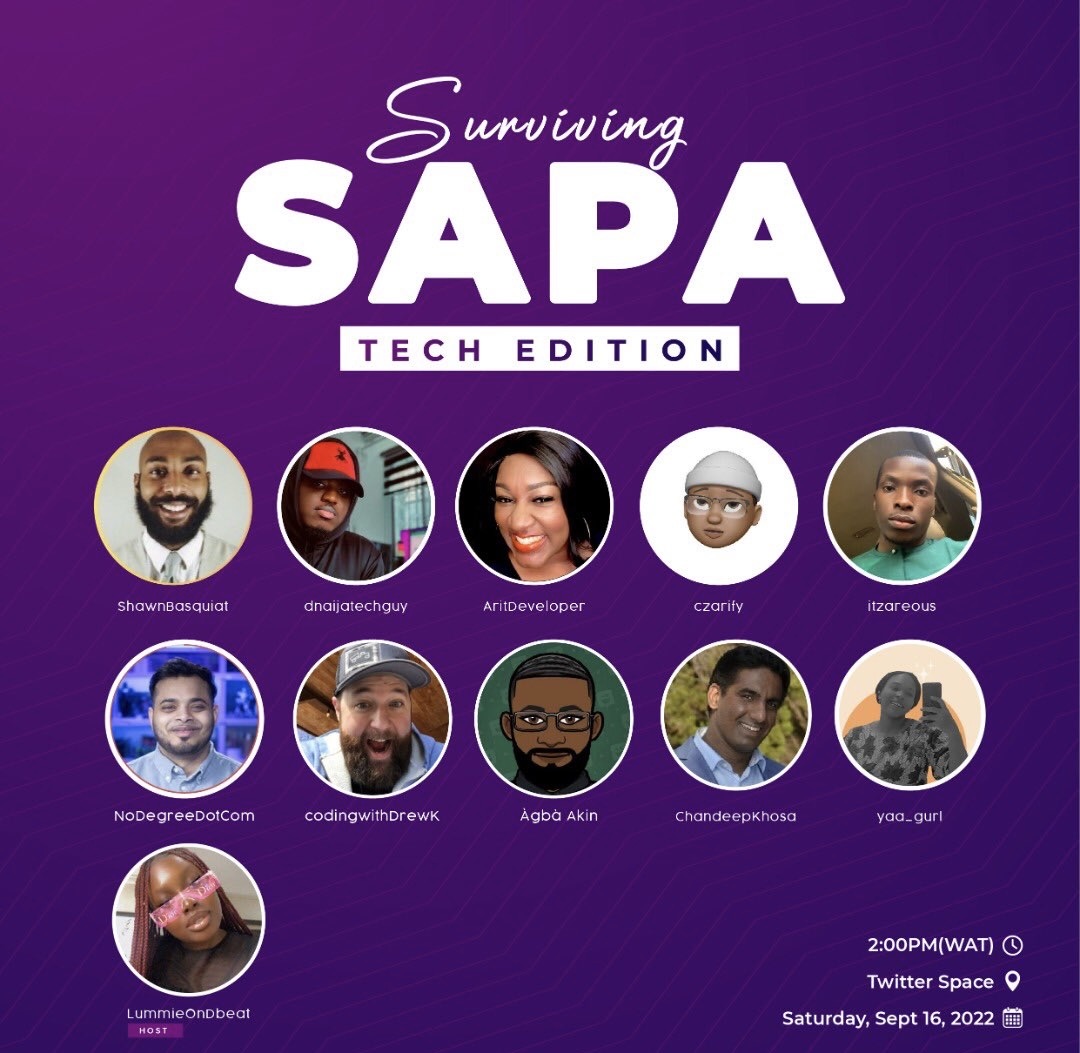 Surviving
SAPA
TECH EDITION
ShawnBasquiat
dnaijatechguy
AritDeveloper
czarify
itzareous
NoDegreeDotCom
codingwithDrewK
Àgbà Akin
ChandeepKhosa
yaa_gurl
LummieOnDbeat
HOST
2:00PM(WAT)
Twitter Space
Saturday, Sept 16, 2022